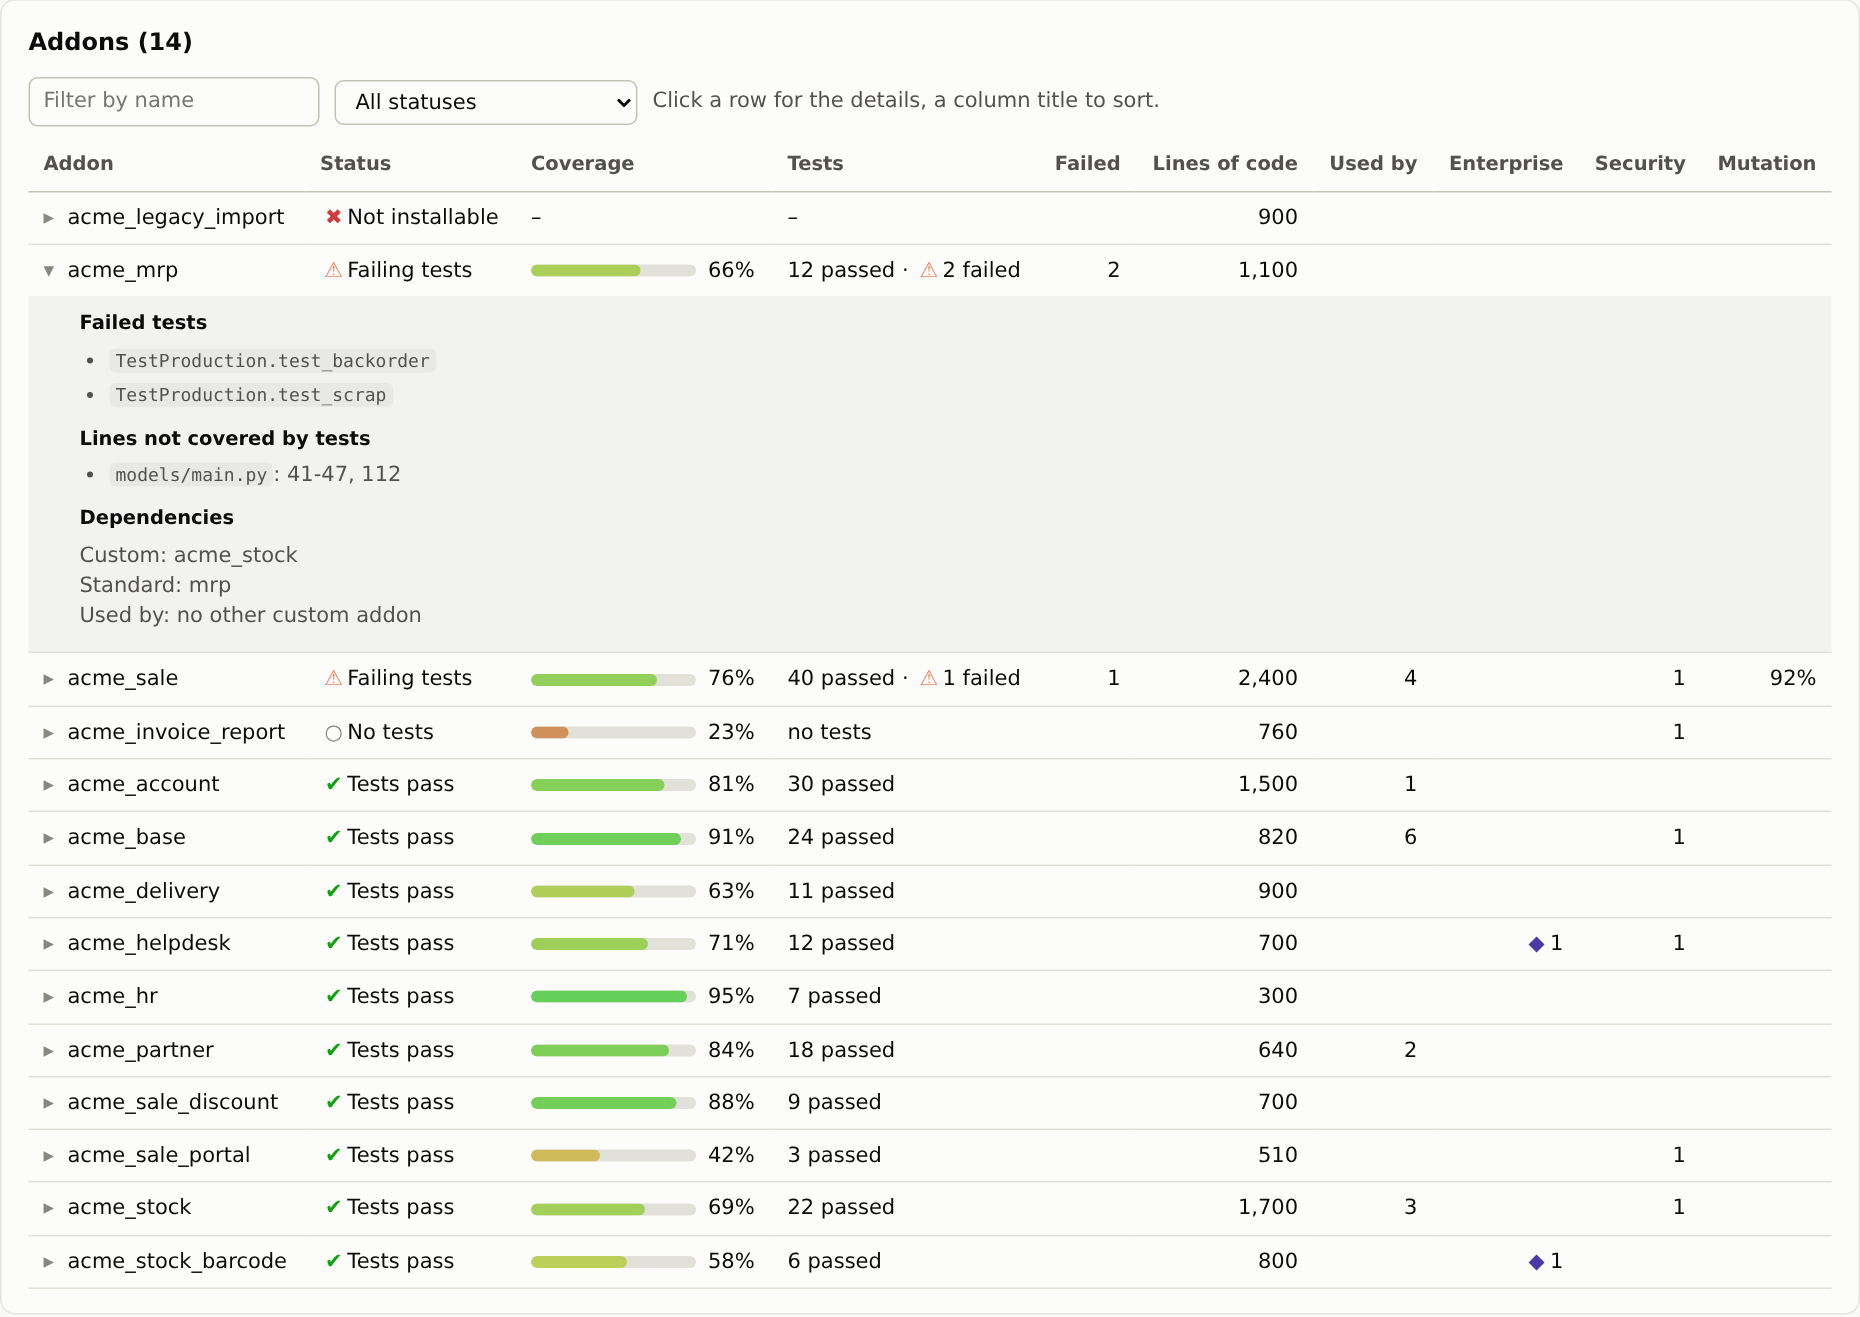 Addons (14)
Filter by name All statuses Click a row for the details, a column title to sort.
Addon Status Coverage Tests Failed Lines of code Used by Enterprise Security Mutation
▸ acme_legacy_import ✖ Not installable – – 900
▾ acme_mrp ⚠ Failing tests 66% 12 passed · ⚠ 2 failed 2 1,100
Failed tests
• TestProduction.test_backorder
• TestProduction.test_scrap
Lines not covered by tests
• models/main.py: 41-47, 112
Dependencies
Custom: acme_stock
Standard: mrp
Used by: no other custom addon
▸ acme_sale ⚠ Failing tests 76% 40 passed · ⚠ 1 failed 1 2,400 4 1 92%
▸ acme_invoice_report ○ No tests 23% no tests 760 1
▸ acme_account ✔ Tests pass 81% 30 passed 1,500 1
▸ acme_base ✔ Tests pass 91% 24 passed 820 6 1
▸ acme_delivery ✔ Tests pass 63% 11 passed 900
▸ acme_helpdesk ✔ Tests pass 71% 12 passed 700 ◆ 1 1
▸ acme_hr ✔ Tests pass 95% 7 passed 300
▸ acme_partner ✔ Tests pass 84% 18 passed 640 2
▸ acme_sale_discount ✔ Tests pass 88% 9 passed 700
▸ acme_sale_portal ✔ Tests pass 42% 3 passed 510 1
▸ acme_stock ✔ Tests pass 69% 22 passed 1,700 3 1
▸ acme_stock_barcode ✔ Tests pass 58% 6 passed 800 ◆ 1